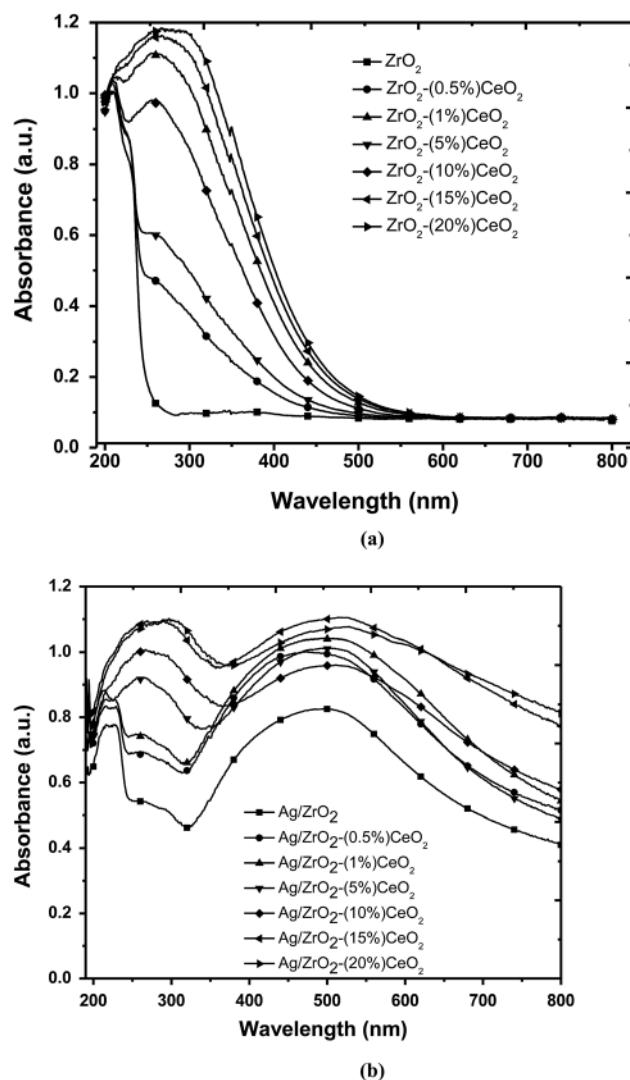 1.2
1.0
0.8
0.6
0.4
0.2
0.0
Absorbance (a.u.)
ZrO₂
ZrO₂-(0.5%)CeO₂
ZrO₂-(1%)CeO₂
ZrO₂-(5%)CeO₂
ZrO₂-(10%)CeO₂
ZrO₂-(15%)CeO₂
ZrO₂-(20%)CeO₂
200 300 400 500 600 700 800
Wavelength (nm)
(a)
1.2
1.0
0.8
0.6
0.4
0.2
0.0
Absorbance (a.u.)
Ag/ZrO₂
Ag/ZrO₂-(0.5%)CeO₂
Ag/ZrO₂-(1%)CeO₂
Ag/ZrO₂-(5%)CeO₂
Ag/ZrO₂-(10%)CeO₂
Ag/ZrO₂-(15%)CeO₂
Ag/ZrO₂-(20%)CeO₂
200 300 400 500 600 700 800
Wavelength (nm)
(b)